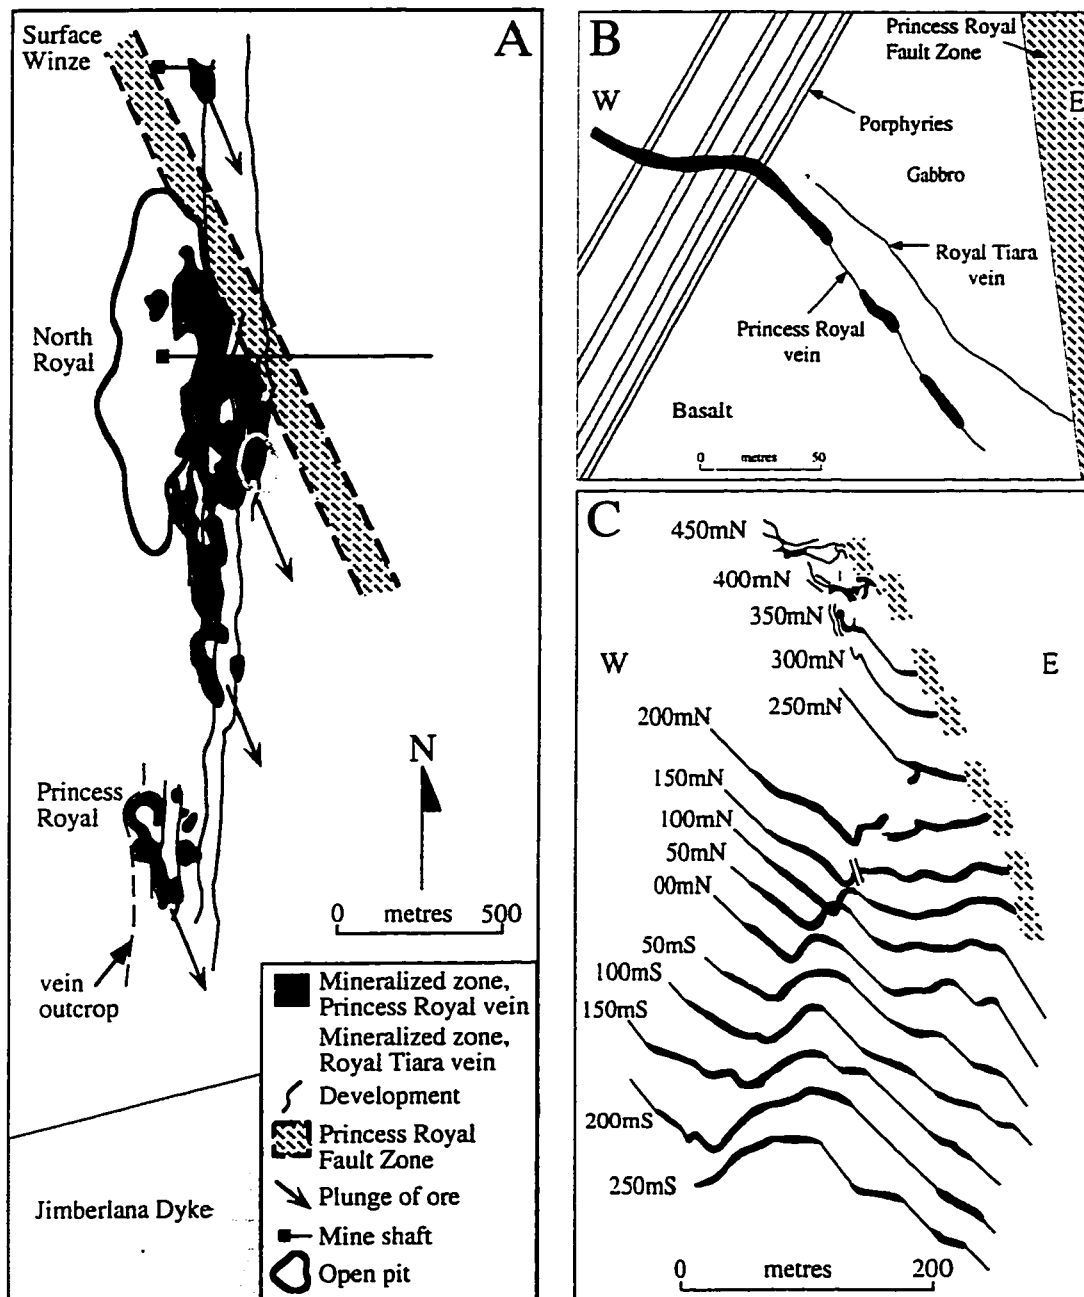 A
Surface
Winze
North
Royal
N
Princess
Royal
0 metres 500
vein
outcrop
Mineralized zone,
Princess Royal vein
Mineralized zone,
Royal Tiara vein
Development
Princess Royal
Fault Zone
Plunge of ore
Mine shaft
Open pit
Jimberlana Dyke
B
Princess Royal
Fault Zone
W
E
Porphyries
Gabbro
Royal Tiara
vein
Princess Royal
vein
Basalt
0 metres 50
C
450mN
400mN
350mN
W
300mN
E
250mN
200mN
150mN
100mN
50mN
00mN
50mS
100mS
150mS
200mS
250mS
0 metres 200